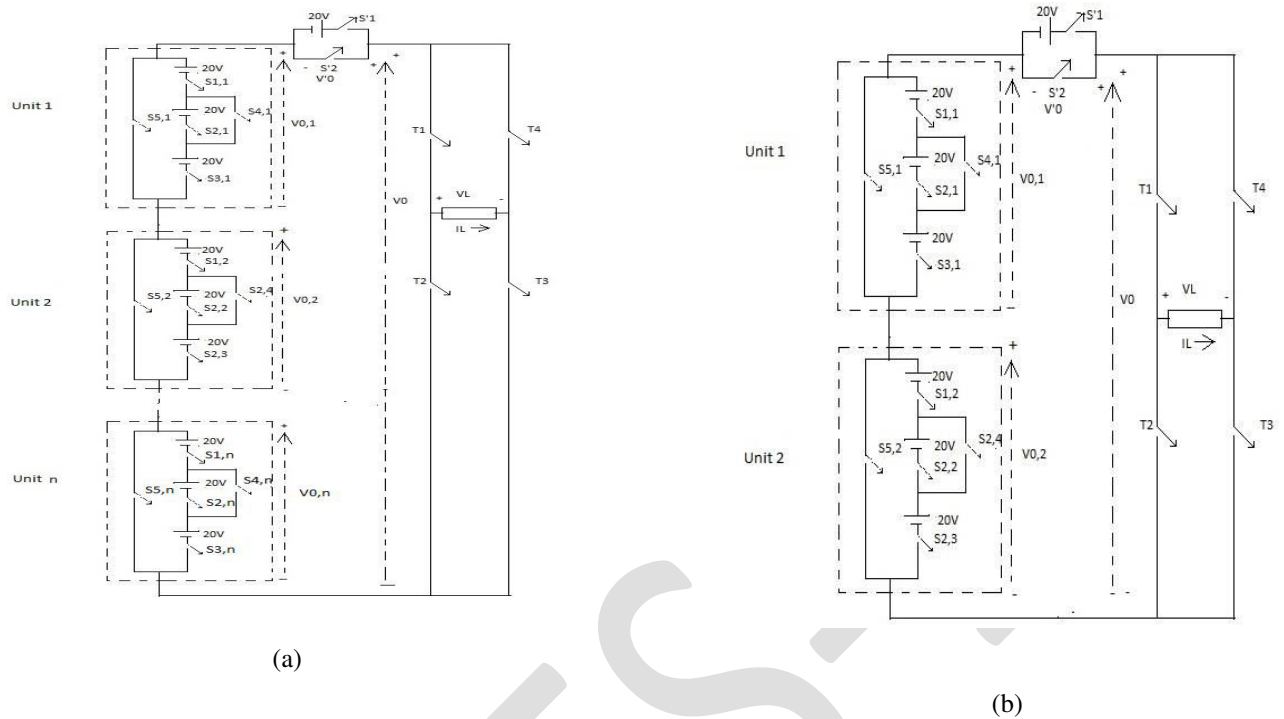 20V
S'1
S'2
V'0
Unit 1
20V
S1,1
20V
S4,1
S5,1
S2,1
20V
S3,1
V0,1
+
-
T1
T4
V0
+ VL -
IL
T2
T3
Unit 2
20V
S1,2
20V
S2,4
S5,2
S2,2
20V
S2,3
V0,2
+
-
Unit n
20V
S1,n
20V
S4,n
S5,n
S2,n
20V
S3,n
V0,n
+
-
(a)
20V
S'1
S'2
V'0
Unit 1
20V
S1,1
20V
S4,1
S5,1
S2,1
20V
S3,1
V0,1
+
-
T1
T4
V0
+ VL -
IL
T2
T3
Unit 2
20V
S1,2
20V
S2,4
S5,2
S2,2
20V
S2,3
V0,2
+
-
(b)